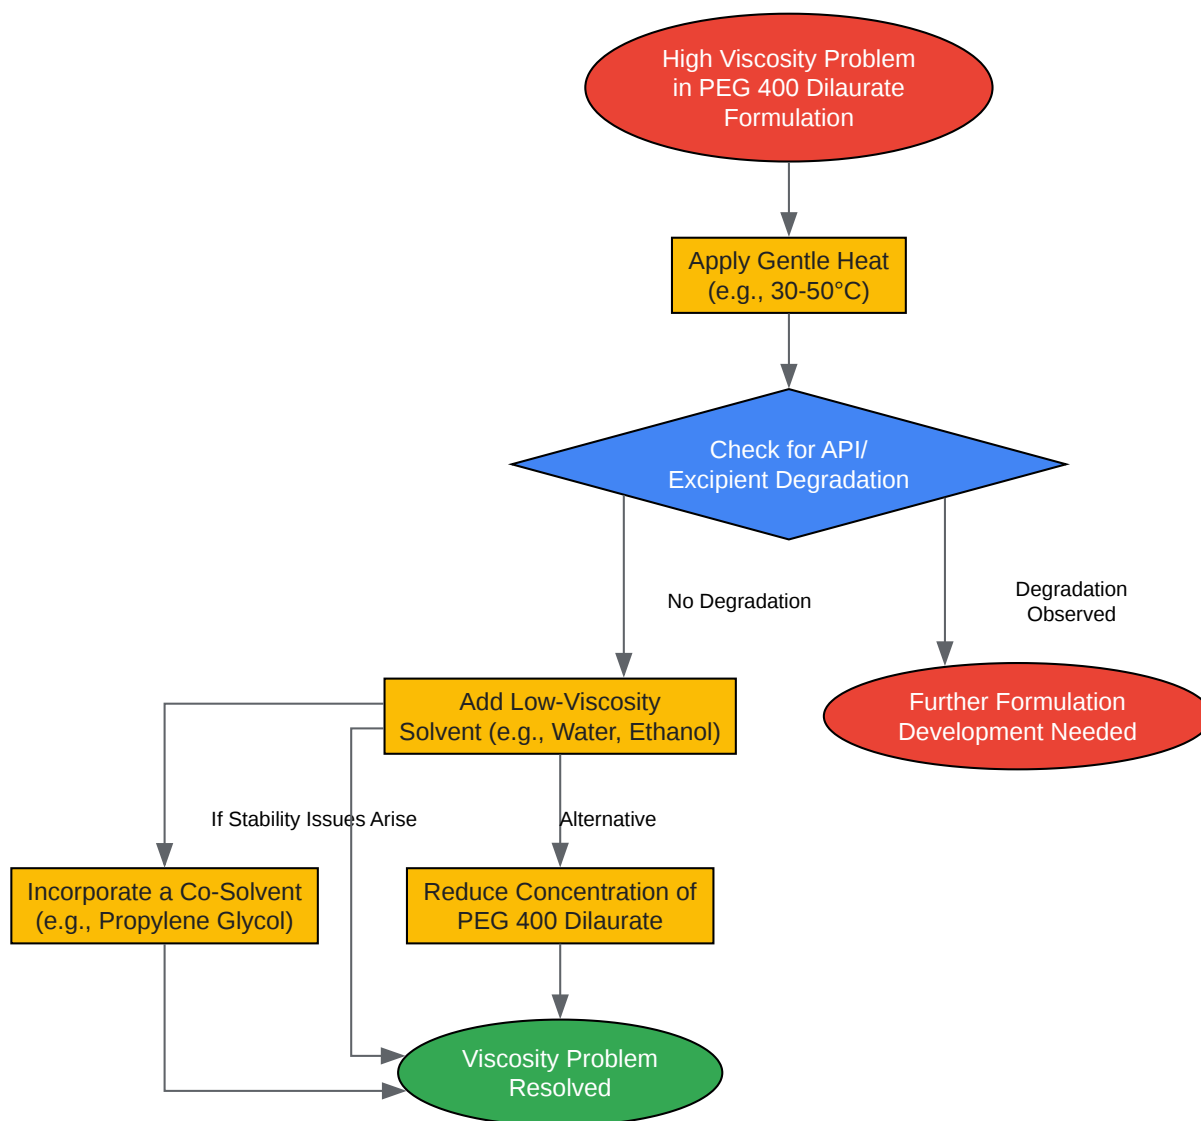 High Viscosity Problem
in PEG 400 Dilaurate
Formulation
Apply Gentle Heat
(e.g., 30-50°C)
Check for API/
Excipient Degradation
No Degradation
Degradation
Observed
Add Low-Viscosity
Solvent (e.g., Water, Ethanol)
Further Formulation
Development Needed
If Stability Issues Arise
Alternative
Incorporate a Co-Solvent
(e.g., Propylene Glycol)
Reduce Concentration of
PEG 400 Dilaurate
Viscosity Problem
Resolved